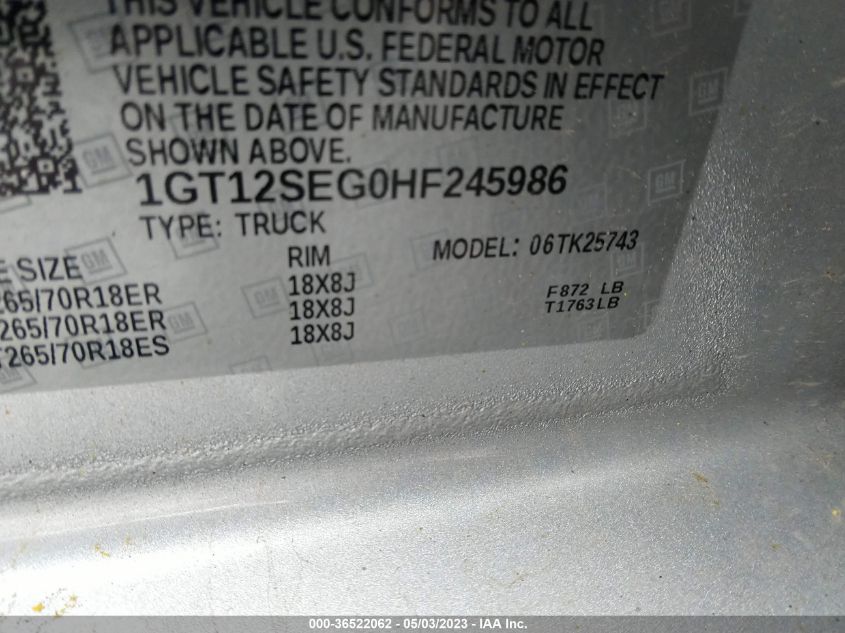 THIS VEHICLE CONFORMS TO ALL
APPLICABLE U.S. FEDERAL MOTOR
VEHICLE SAFETY STANDARDS IN EFFECT
ON THE DATE OF MANUFACTURE
SHOWN ABOVE.
1GT12SEG0HF245986
TYPE: TRUCK
MODEL: 06TK25743
E SIZE RIM
265/70R18ER 18X8J F872 LB
265/70R18ER 18X8J T1763LB
T265/70R18ES 18X8J
GM
000-36522062 - 05/03/2023 - IAA Inc.